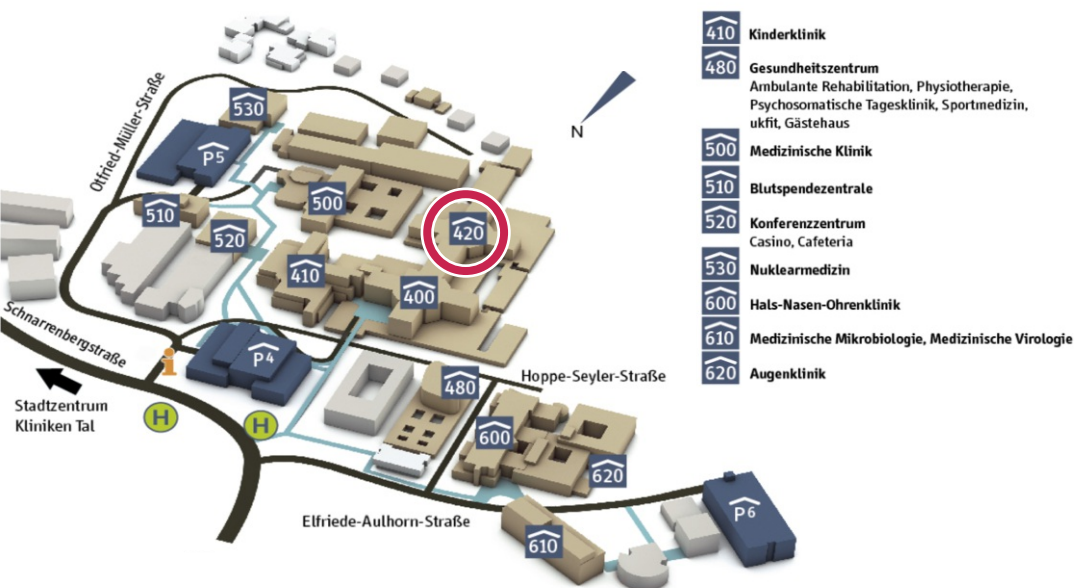 410 Kinderklinik
480 Gesundheitszentrum
Ambulante Rehabilitation, Physiotherapie,
Psychosomatische Tagesklinik, Sportmedizin,
ukfit, Gästehaus
500 Medizinische Klinik
510 Blutspendezentrale
520 Konferenzzentrum
Casino, Cafeteria
530 Nuklearmedizin
600 Hals-Nasen-Ohrenklinik
610 Medizinische Mikrobiologie, Medizinische Virologie
620 Augenklinik
Otfried-Müller-Straße
530
P5
N
510
500
420
520
410
400
Schnarrenbergstraße
i
P4
480
Hoppe-Seyler-Straße
Stadtzentrum
Kliniken Tal
H
H
600
620
Elfriede-Aulhorn-Straße
P6
610